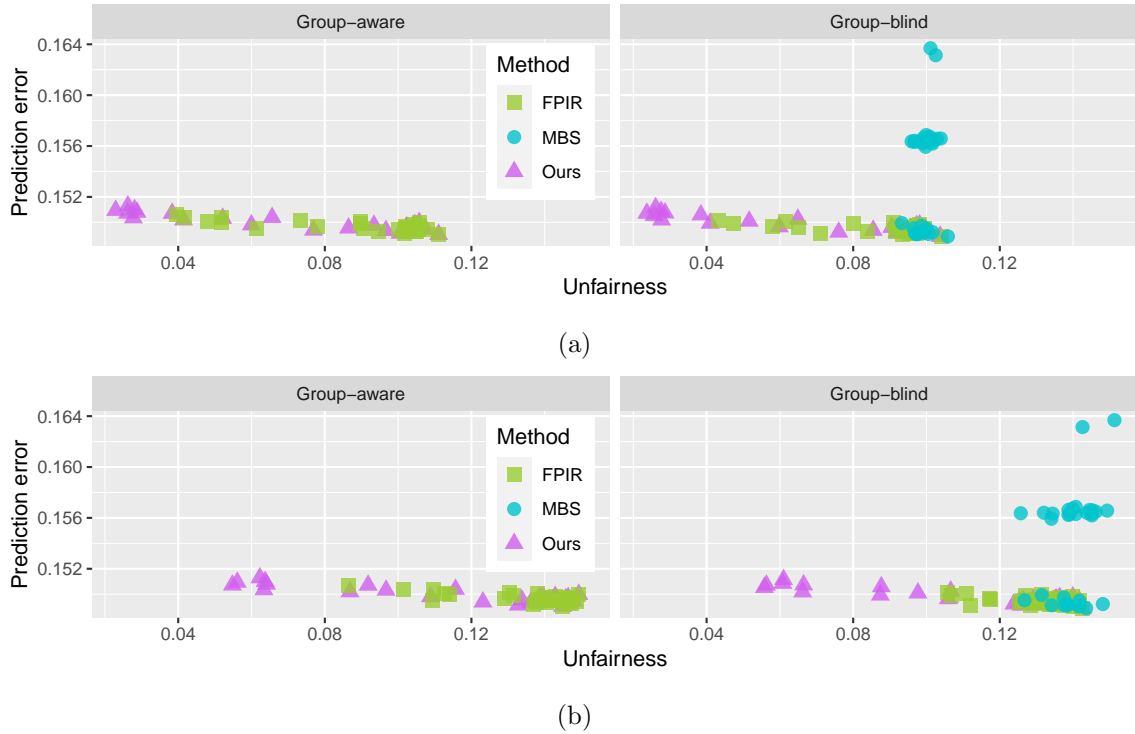 Group−aware
Group−blind
0.164
0.160
0.156
0.152
Prediction error
Method
FPIR
MBS
Ours
0.04
0.08
0.12
0.04
0.08
0.12
Unfairness
(a)
Group−aware
Group−blind
0.164
0.160
0.156
0.152
Prediction error
Method
FPIR
MBS
Ours
0.04
0.08
0.12
0.04
0.08
0.12
Unfairness
(b)